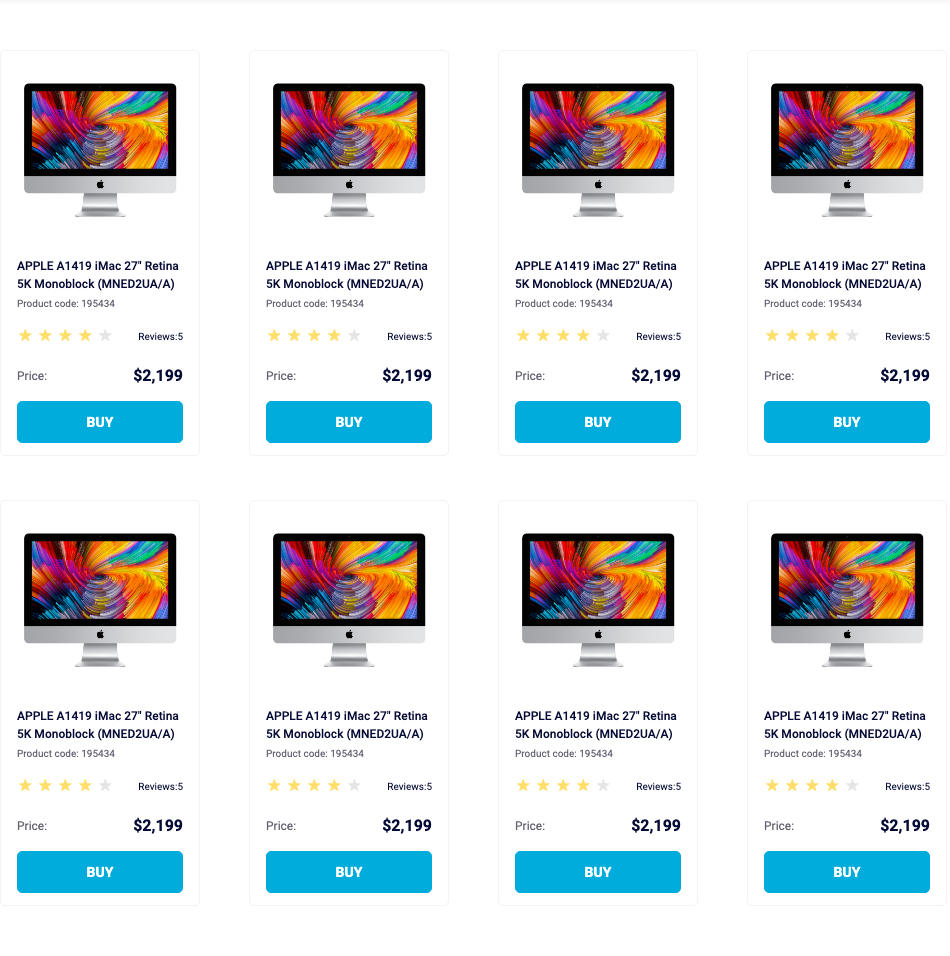 APPLE A1419 iMac 27" Retina
5K Monoblock (MNED2UA/A)
Product code: 195434
Reviews:5
Price: $2,199
BUY
APPLE A1419 iMac 27" Retina
5K Monoblock (MNED2UA/A)
Product code: 195434
Reviews:5
Price: $2,199
BUY
APPLE A1419 iMac 27" Retina
5K Monoblock (MNED2UA/A)
Product code: 195434
Reviews:5
Price: $2,199
BUY
APPLE A1419 iMac 27" Retina
5K Monoblock (MNED2UA/A)
Product code: 195434
Reviews:5
Price: $2,199
BUY
APPLE A1419 iMac 27" Retina
5K Monoblock (MNED2UA/A)
Product code: 195434
Reviews:5
Price: $2,199
BUY
APPLE A1419 iMac 27" Retina
5K Monoblock (MNED2UA/A)
Product code: 195434
Reviews:5
Price: $2,199
BUY
APPLE A1419 iMac 27" Retina
5K Monoblock (MNED2UA/A)
Product code: 195434
Reviews:5
Price: $2,199
BUY
APPLE A1419 iMac 27" Retina
5K Monoblock (MNED2UA/A)
Product code: 195434
Reviews:5
Price: $2,199
BUY